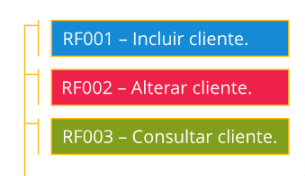 RF001 – Incluir cliente.
RF002 – Alterar cliente.
RF003 – Consultar cliente.